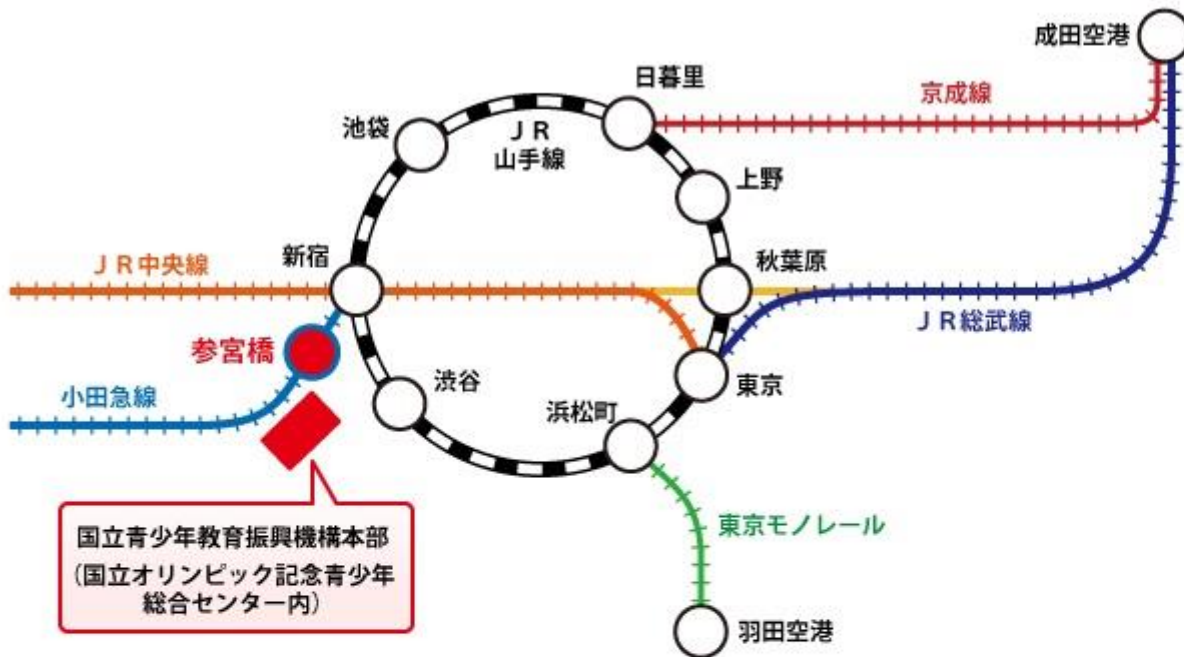 成田空港
日暮里
京成線
池袋
ＪＲ
山手線
上野
新宿
秋葉原
ＪＲ中央線
ＪＲ総武線
参宮橋
渋谷
東京
小田急線
浜松町
国立青少年教育振興機構本部
（国立オリンピック記念青少年
総合センター内）
東京モノレール
羽田空港